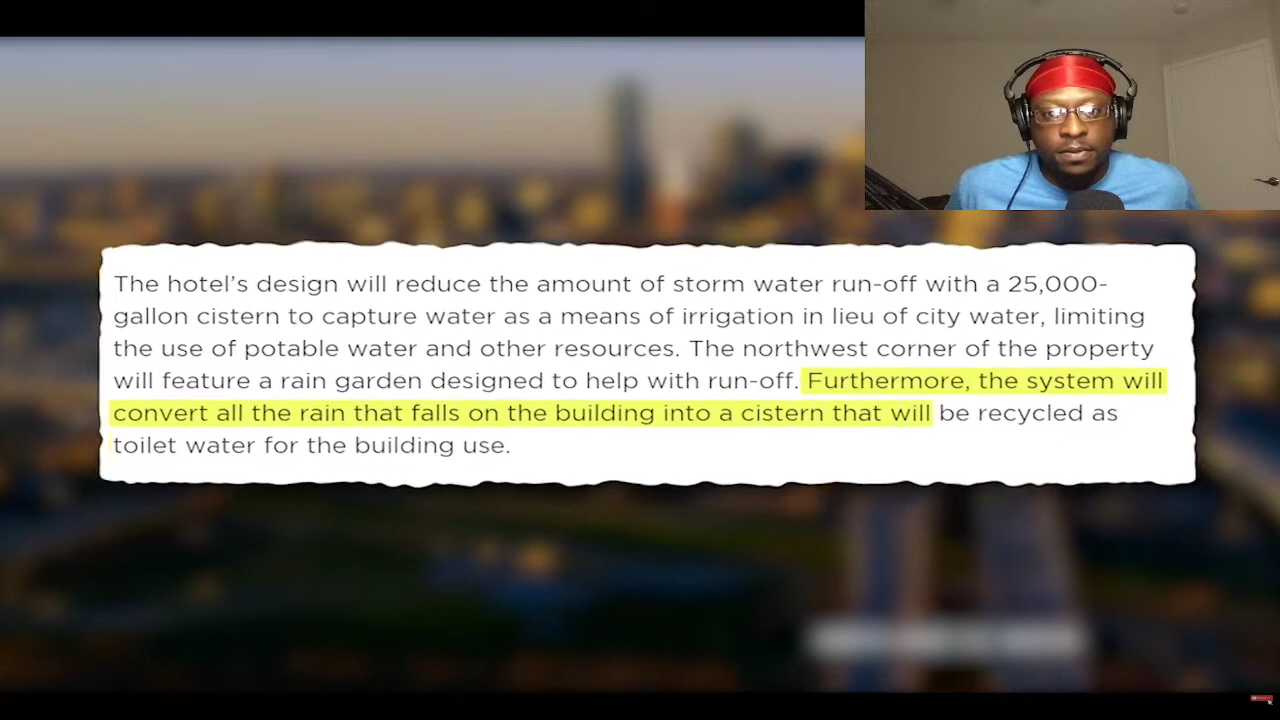 The hotel's design will reduce the amount of storm water run-off with a 25,000-
gallon cistern to capture water as a means of irrigation in lieu of city water, limiting
the use of potable water and other resources. The northwest corner of the property
will feature a rain garden designed to help with run-off. Furthermore, the system will
convert all the rain that falls on the building into a cistern that will be recycled as
toilet water for the building use.